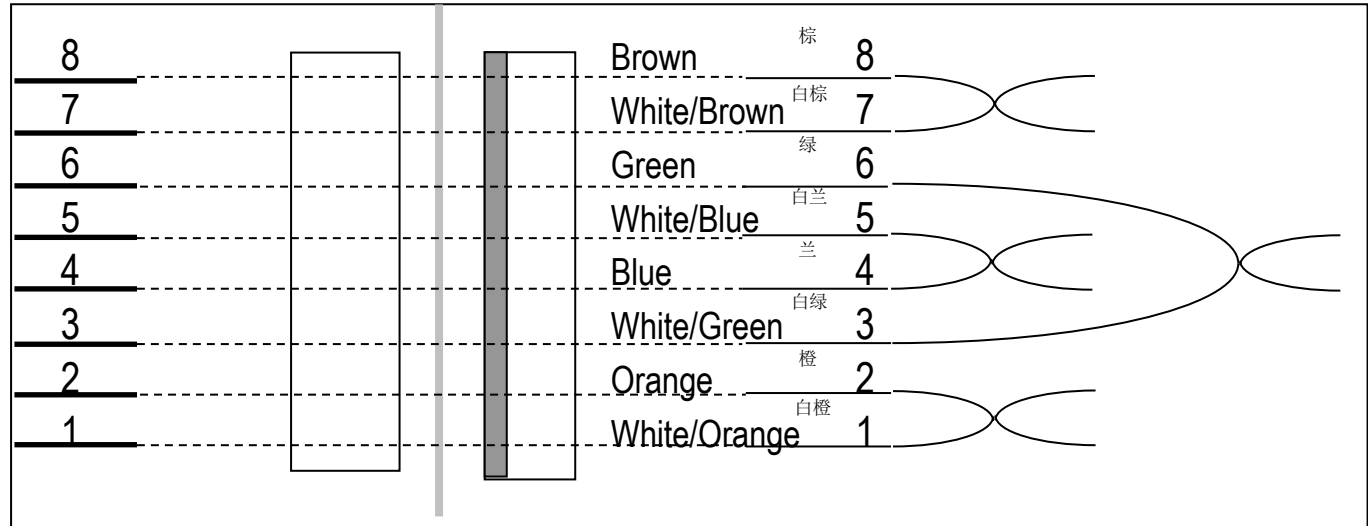 8 Brown 棕 8
7 White/Brown 白棕 7
6 Green 绿 6
5 White/Blue 白兰 5
4 Blue 兰 4
3 White/Green 白绿 3
2 Orange 橙 2
1 White/Orange 白橙 1